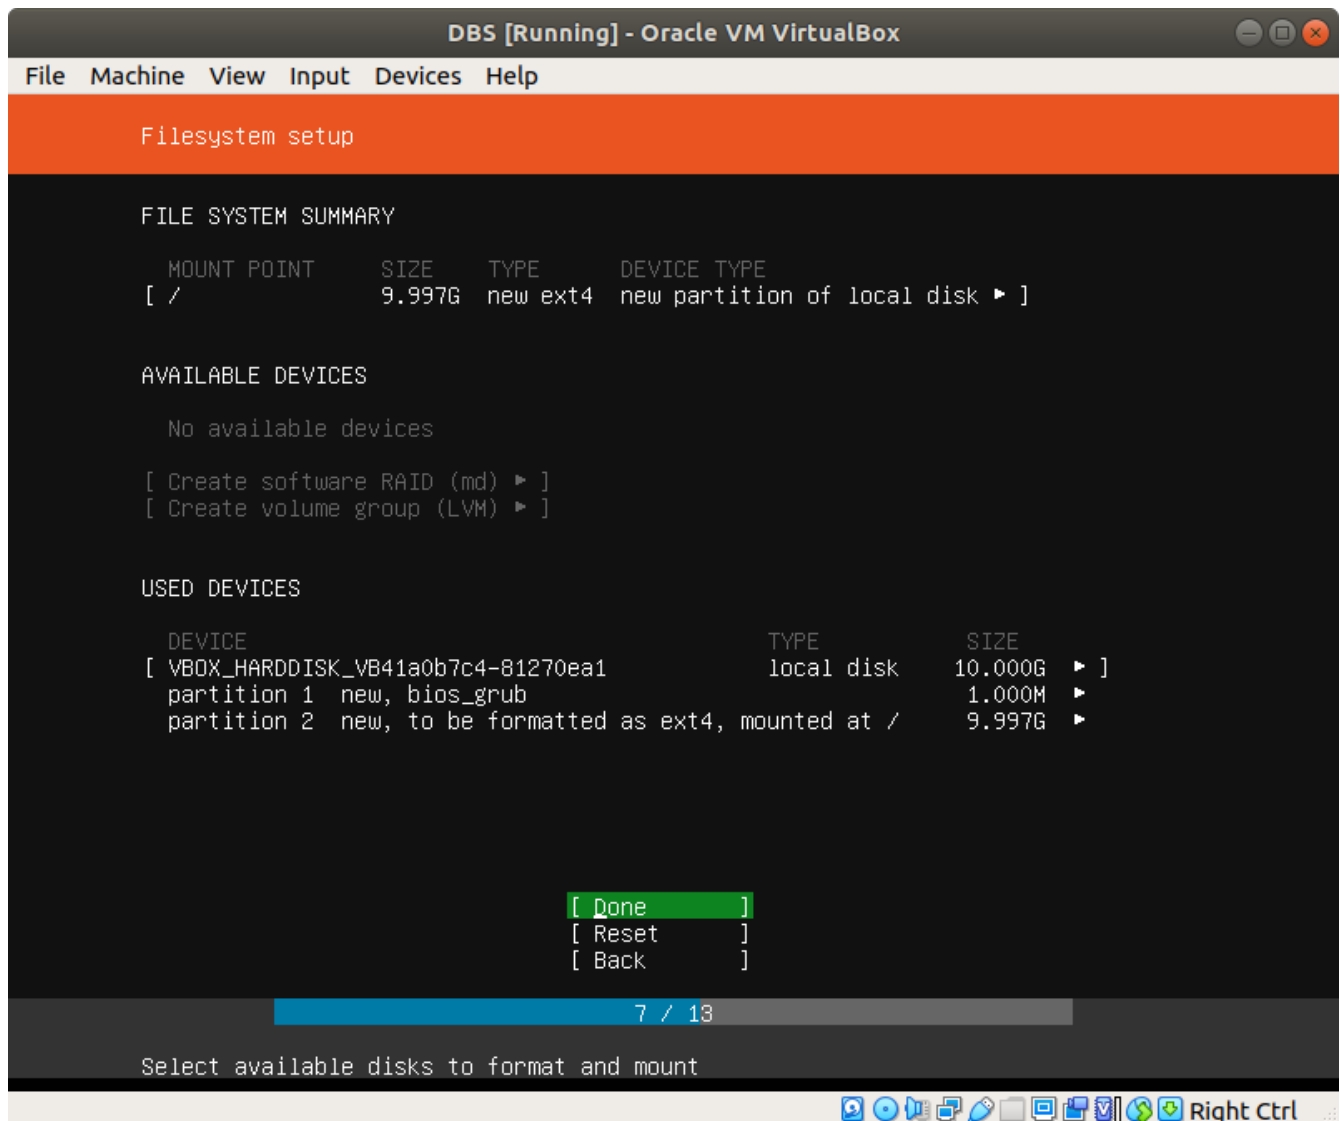 DBS [Running] - Oracle VM VirtualBox
File Machine View Input Devices Help
Filesystem setup
FILE SYSTEM SUMMARY
MOUNT POINT SIZE TYPE DEVICE TYPE
[ / 9.997G new ext4 new partition of local disk ▸ ]
AVAILABLE DEVICES
No available devices
[ Create software RAID (md) ▸ ]
[ Create volume group (LVM) ▸ ]
USED DEVICES
DEVICE TYPE SIZE
[ VBOX_HARDDISK_VB41a0b7c4-81270ea1 local disk 10.000G ▸ ]
partition 1 new, bios_grub 1.000M ▸
partition 2 new, to be formatted as ext4, mounted at / 9.997G ▸
[ Done ]
[ Reset ]
[ Back ]
7 / 13
Select available disks to format and mount
Right Ctrl